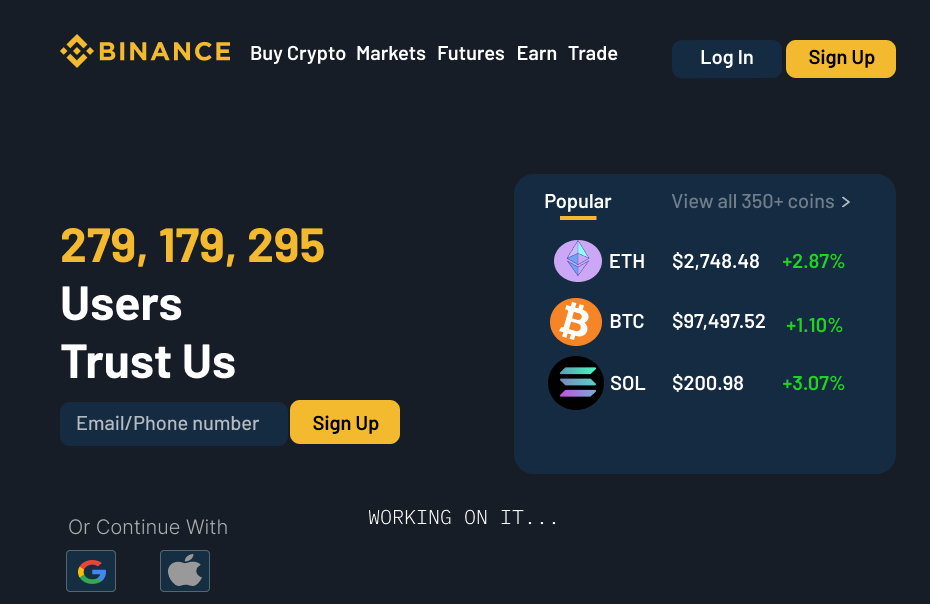 BINANCE Buy Crypto Markets Futures Earn Trade Log In Sign Up
Popular View all 350+ coins >
279, 179, 295
Users
Trust Us
ETH $2,748.48 +2.87%
BTC $97,497.52 +1.10%
SOL $200.98 +3.07%
Email/Phone number Sign Up
WORKING ON IT...
Or Continue With